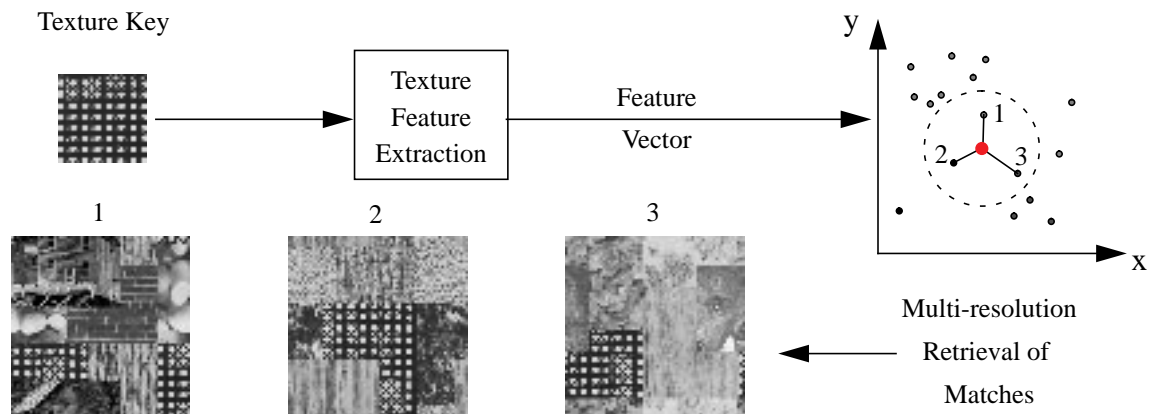 Texture Key
Texture
Feature
Extraction
Feature
Vector
y
1
2
3
x
1
2
3
Multi-resolution
Retrieval of
Matches